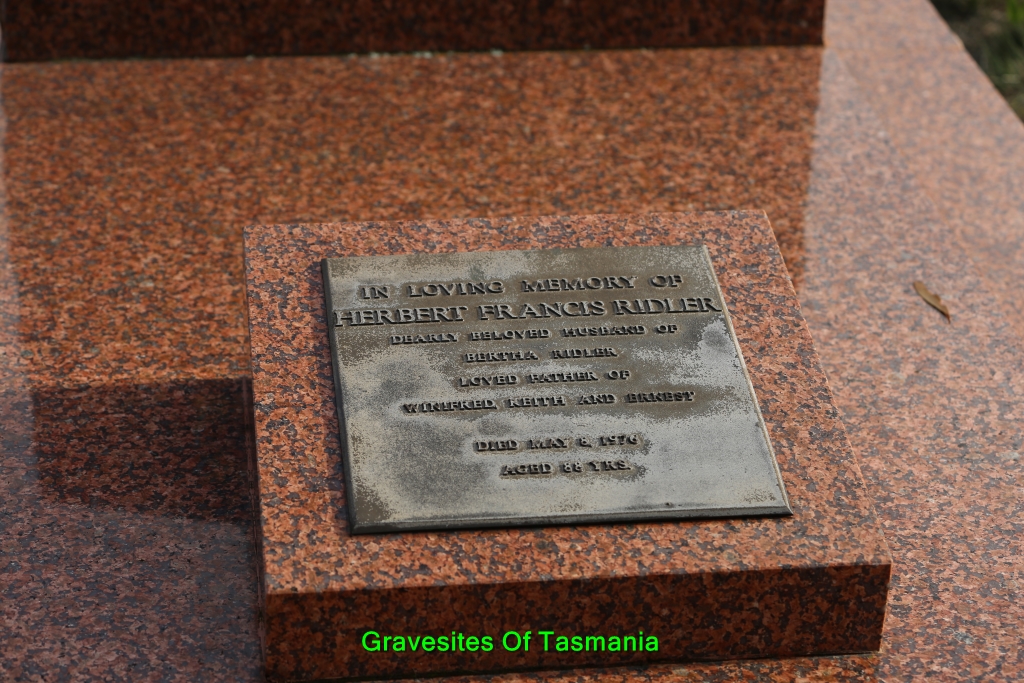 IN LOVING MEMORY OF
HERBERT FRANCIS RIDLER
DEARLY BELOVED HUSBAND OF
BERTHA RIDLER
LOVED FATHER OF
WINIFRED, KEITH AND ERNEST
DIED MAY 8, 1976
AGED 88 YRS.
Gravesites Of Tasmania